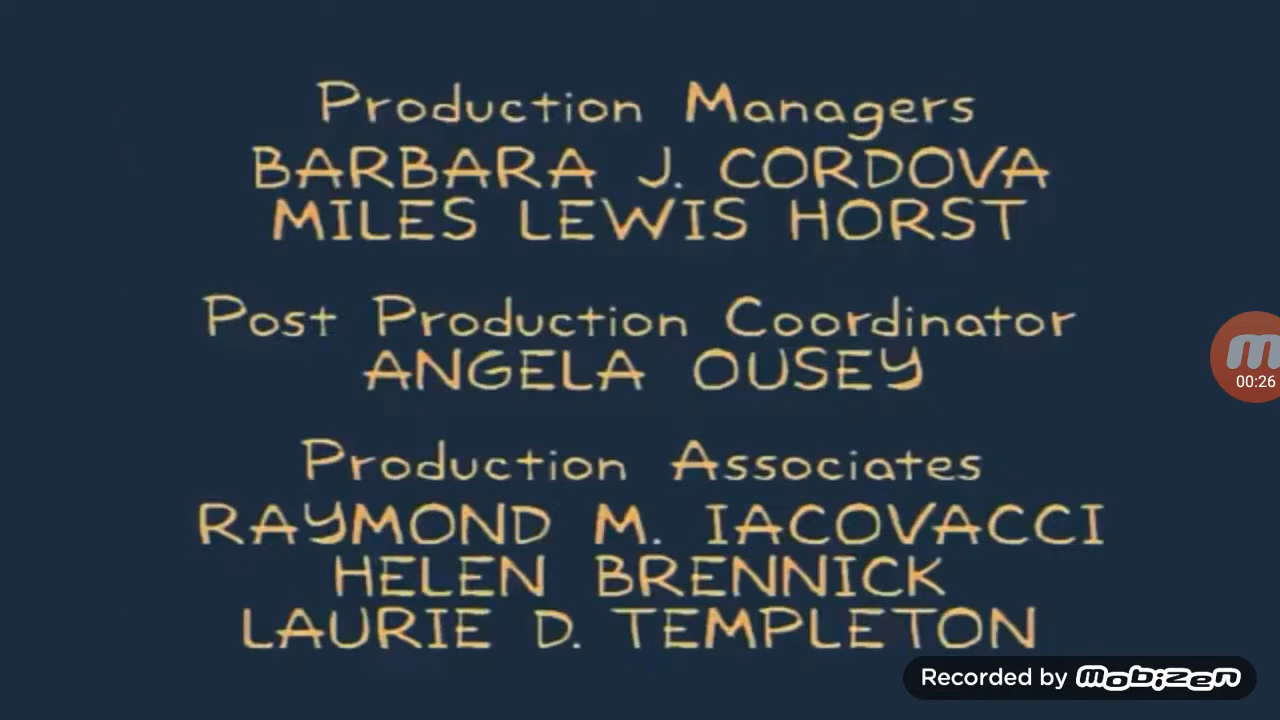 Production Managers
BARBARA J. CORDOVA
MILES LEWIS HORST
Post Production Coordinator
ANGELA OUSEY
Production Associates
RAYMOND M. IACOVACCI
HELEN BRENNICK
LAURIE D. TEMPLETON
m
00:26
Recorded by mobizen